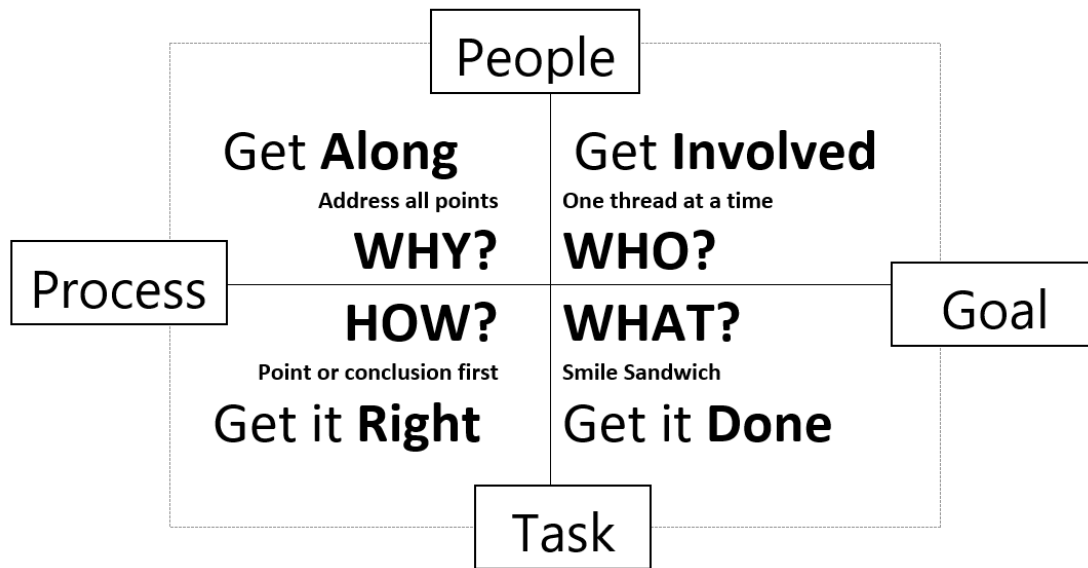 People
Get Along
Address all points
WHY?
Get Involved
One thread at a time
WHO?
Process
Goal
HOW?
Point or conclusion first
Get it Right
WHAT?
Smile Sandwich
Get it Done
Task